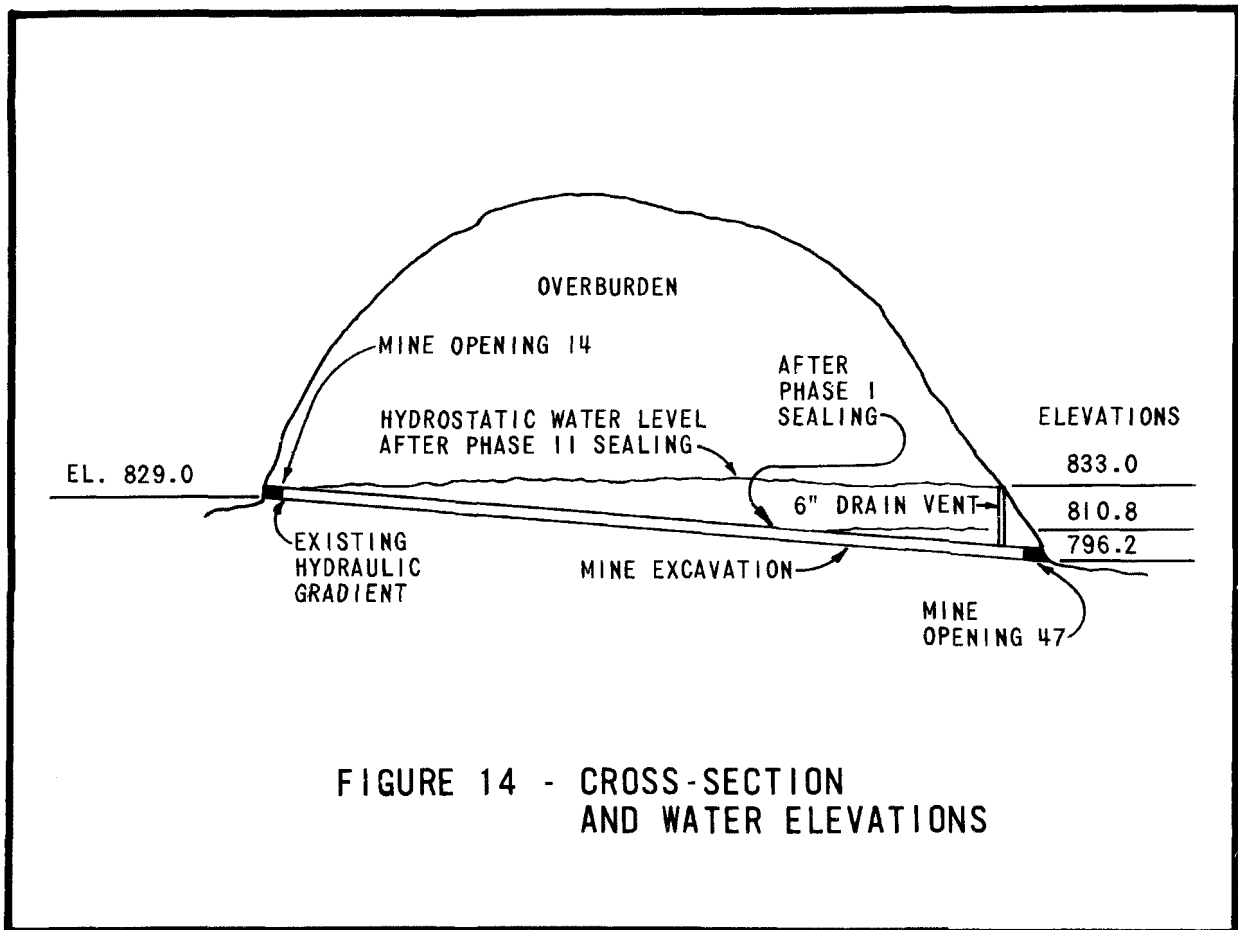 OVERBURDEN
MINE OPENING 14
AFTER
PHASE I
SEALING
HYDROSTATIC WATER LEVEL
AFTER PHASE II SEALING
ELEVATIONS
EL. 829.0
833.0
6" DRAIN VENT
810.8
796.2
EXISTING
HYDRAULIC
GRADIENT
MINE EXCAVATION
MINE
OPENING 47
FIGURE 14 - CROSS-SECTION
AND WATER ELEVATIONS